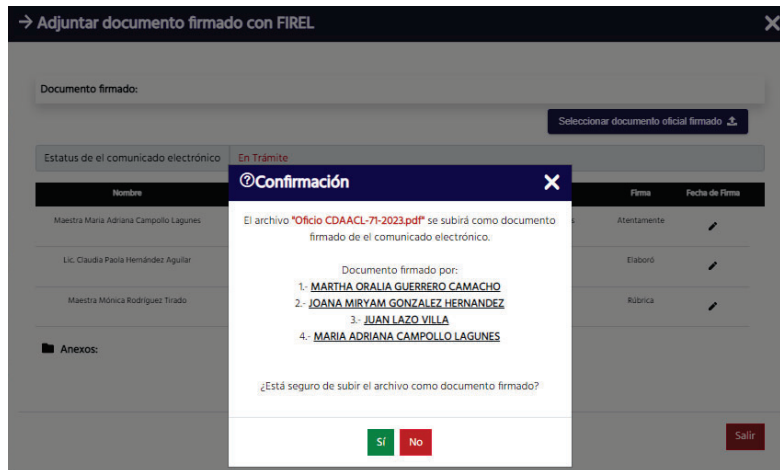 → Adjuntar documento firmado con FIREL
Documento firmado:
Seleccionar documento oficial firmado
Estatus de el comunicado electrónico En Trámite
Nombre Firma Fecha de Firma
Maestra Maria Adriana Campollo Lagunes Atentamente
Lic. Claudia Paola Hernández Aguilar Elaboró
Maestra Mónica Rodríguez Tirado Rúbrica
Anexos:
Confirmación
El archivo "Oficio CDAACL-71-2023.pdf" se subirá como documento
firmado de el comunicado electrónico.
Documento firmado por:
1.- MARTHA ORALIA GUERRERO CAMACHO
2.- JOANA MIRYAM GONZALEZ HERNANDEZ
3.- JUAN LAZO VILLA
4.- MARIA ADRIANA CAMPOLLO LAGUNES
¿Está seguro de subir el archivo como documento firmado?
Sí No
Salir